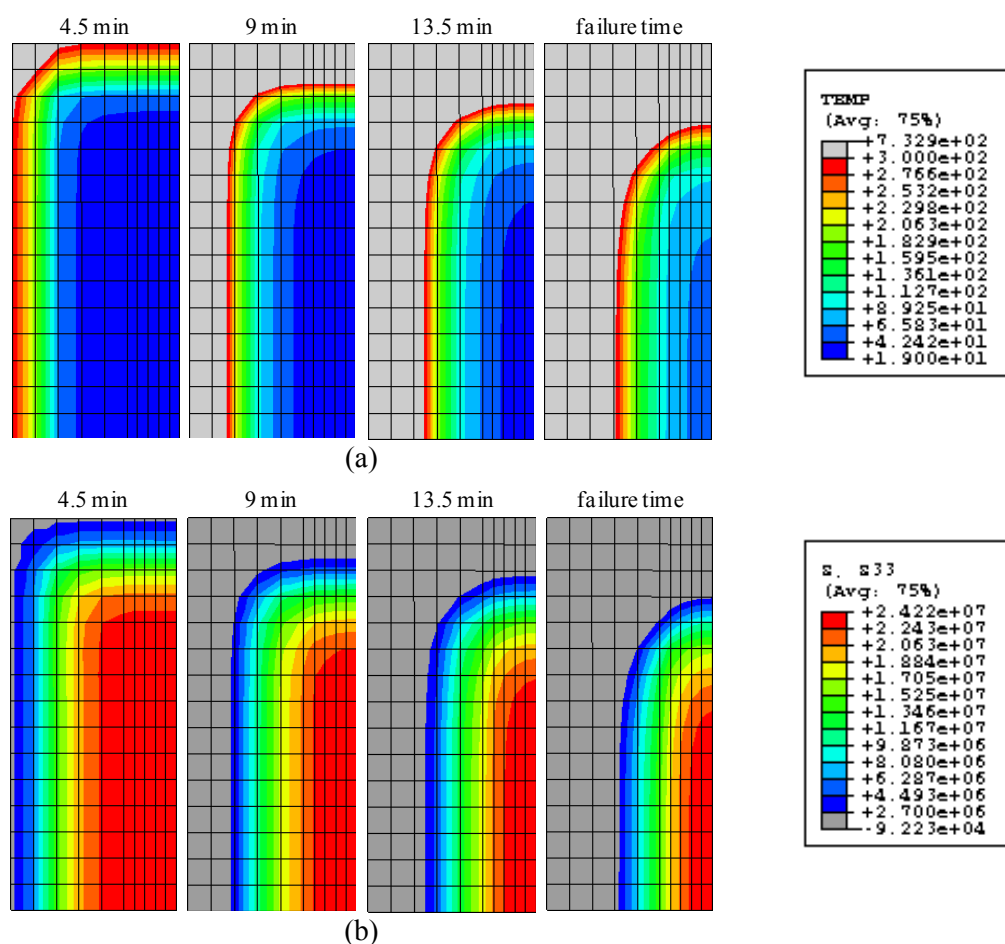 4.5 min 9 min 13.5 min failure time
TEMP
(Avg: 75%)
+7.329e+02
+3.000e+02
+2.766e+02
+2.532e+02
+2.298e+02
+2.063e+02
+1.829e+02
+1.595e+02
+1.361e+02
+1.127e+02
+8.925e+01
+6.583e+01
+4.242e+01
+1.900e+01
(a)
4.5 min 9 min 13.5 min failure time
s, s33
(Avg: 75%)
+2.422e+07
+2.243e+07
+2.063e+07
+1.884e+07
+1.705e+07
+1.525e+07
+1.346e+07
+1.167e+07
+9.873e+06
+8.080e+06
+6.287e+06
+4.493e+06
+2.700e+06
-9.223e+04
(b)